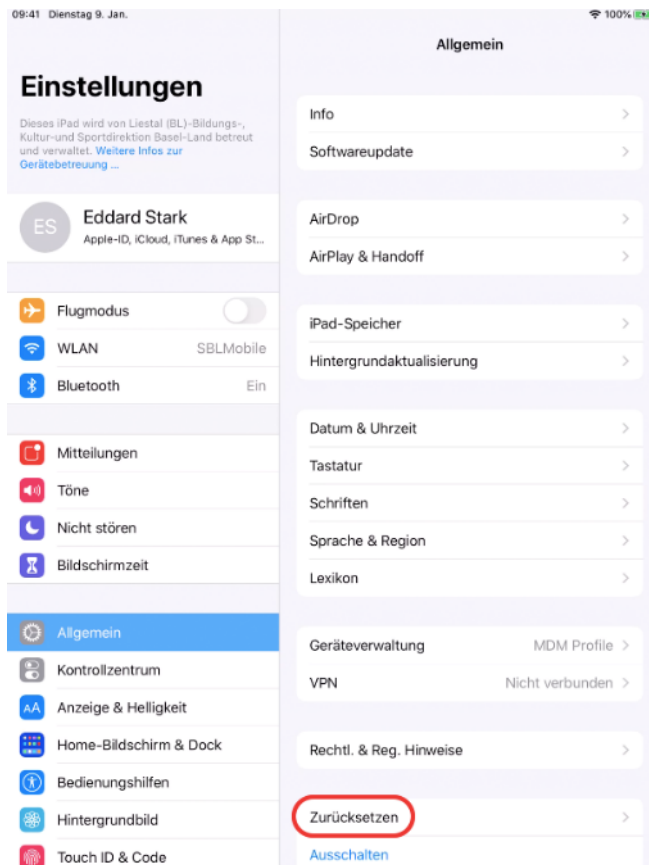 09:41 Dienstag 9. Jan.
100%
Einstellungen
Dieses iPad wird von Liestal (BL)-Bildungs-,
Kultur-und Sportdirektion Basel-Land betreut
und verwaltet. Weitere Infos zur
Gerätebetreuung ...
ES
Eddard Stark
Apple-ID, iCloud, iTunes & App St...
Flugmodus
WLAN SBLMobile
Bluetooth Ein
Mitteilungen
Töne
Nicht stören
Bildschirmzeit
Allgemein
Kontrollzentrum
AA Anzeige & Helligkeit
Home-Bildschirm & Dock
Bedienungshilfen
Hintergrundbild
Touch ID & Code
Allgemein
Info
Softwareupdate
AirDrop
AirPlay & Handoff
iPad-Speicher
Hintergrundaktualisierung
Datum & Uhrzeit
Tastatur
Schriften
Sprache & Region
Lexikon
Geräteverwaltung MDM Profile
VPN Nicht verbunden
Rechtl. & Reg. Hinweise
Zurücksetzen
Ausschalten